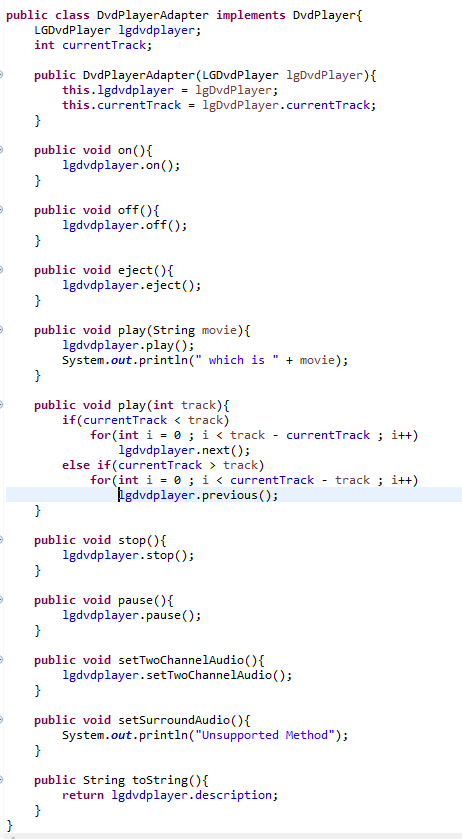 public class DvdPlayerAdapter implements DvdPlayer{
    LGDvdPlayer lgdvdplayer;
    int currentTrack;

    public DvdPlayerAdapter(LGDvdPlayer lgDvdPlayer){
        this.lgdvdplayer = lgDvdPlayer;
        this.currentTrack = lgDvdPlayer.currentTrack;
    }

    public void on(){
        lgdvdplayer.on();
    }

    public void off(){
        lgdvdplayer.off();
    }

    public void eject(){
        lgdvdplayer.eject();
    }

    public void play(String movie){
        lgdvdplayer.play();
        System.out.println(" which is " + movie);
    }

    public void play(int track){
        if(currentTrack < track)
            for(int i = 0 ; i < track - currentTrack ; i++)
                lgdvdplayer.next();
        else if(currentTrack > track)
            for(int i = 0 ; i < currentTrack - track ; i++)
                lgdvdplayer.previous();
    }

    public void stop(){
        lgdvdplayer.stop();
    }

    public void pause(){
        lgdvdplayer.pause();
    }

    public void setTwoChannelAudio(){
        lgdvdplayer.setTwoChannelAudio();
    }

    public void setSurroundAudio(){
        System.out.println("Unsupported Method");
    }

    public String toString(){
        return lgdvdplayer.description;
    }
}